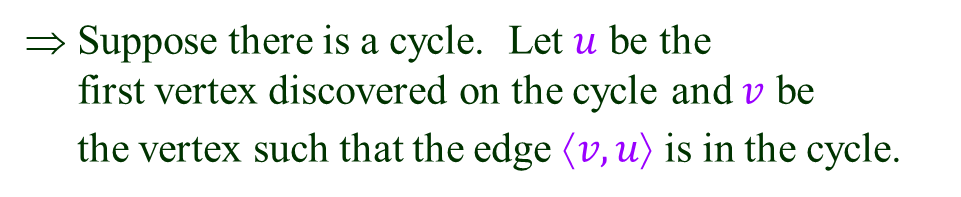 ⇒ Suppose there is a cycle. Let u be the
first vertex discovered on the cycle and v be
the vertex such that the edge ⟨v, u⟩ is in the cycle.